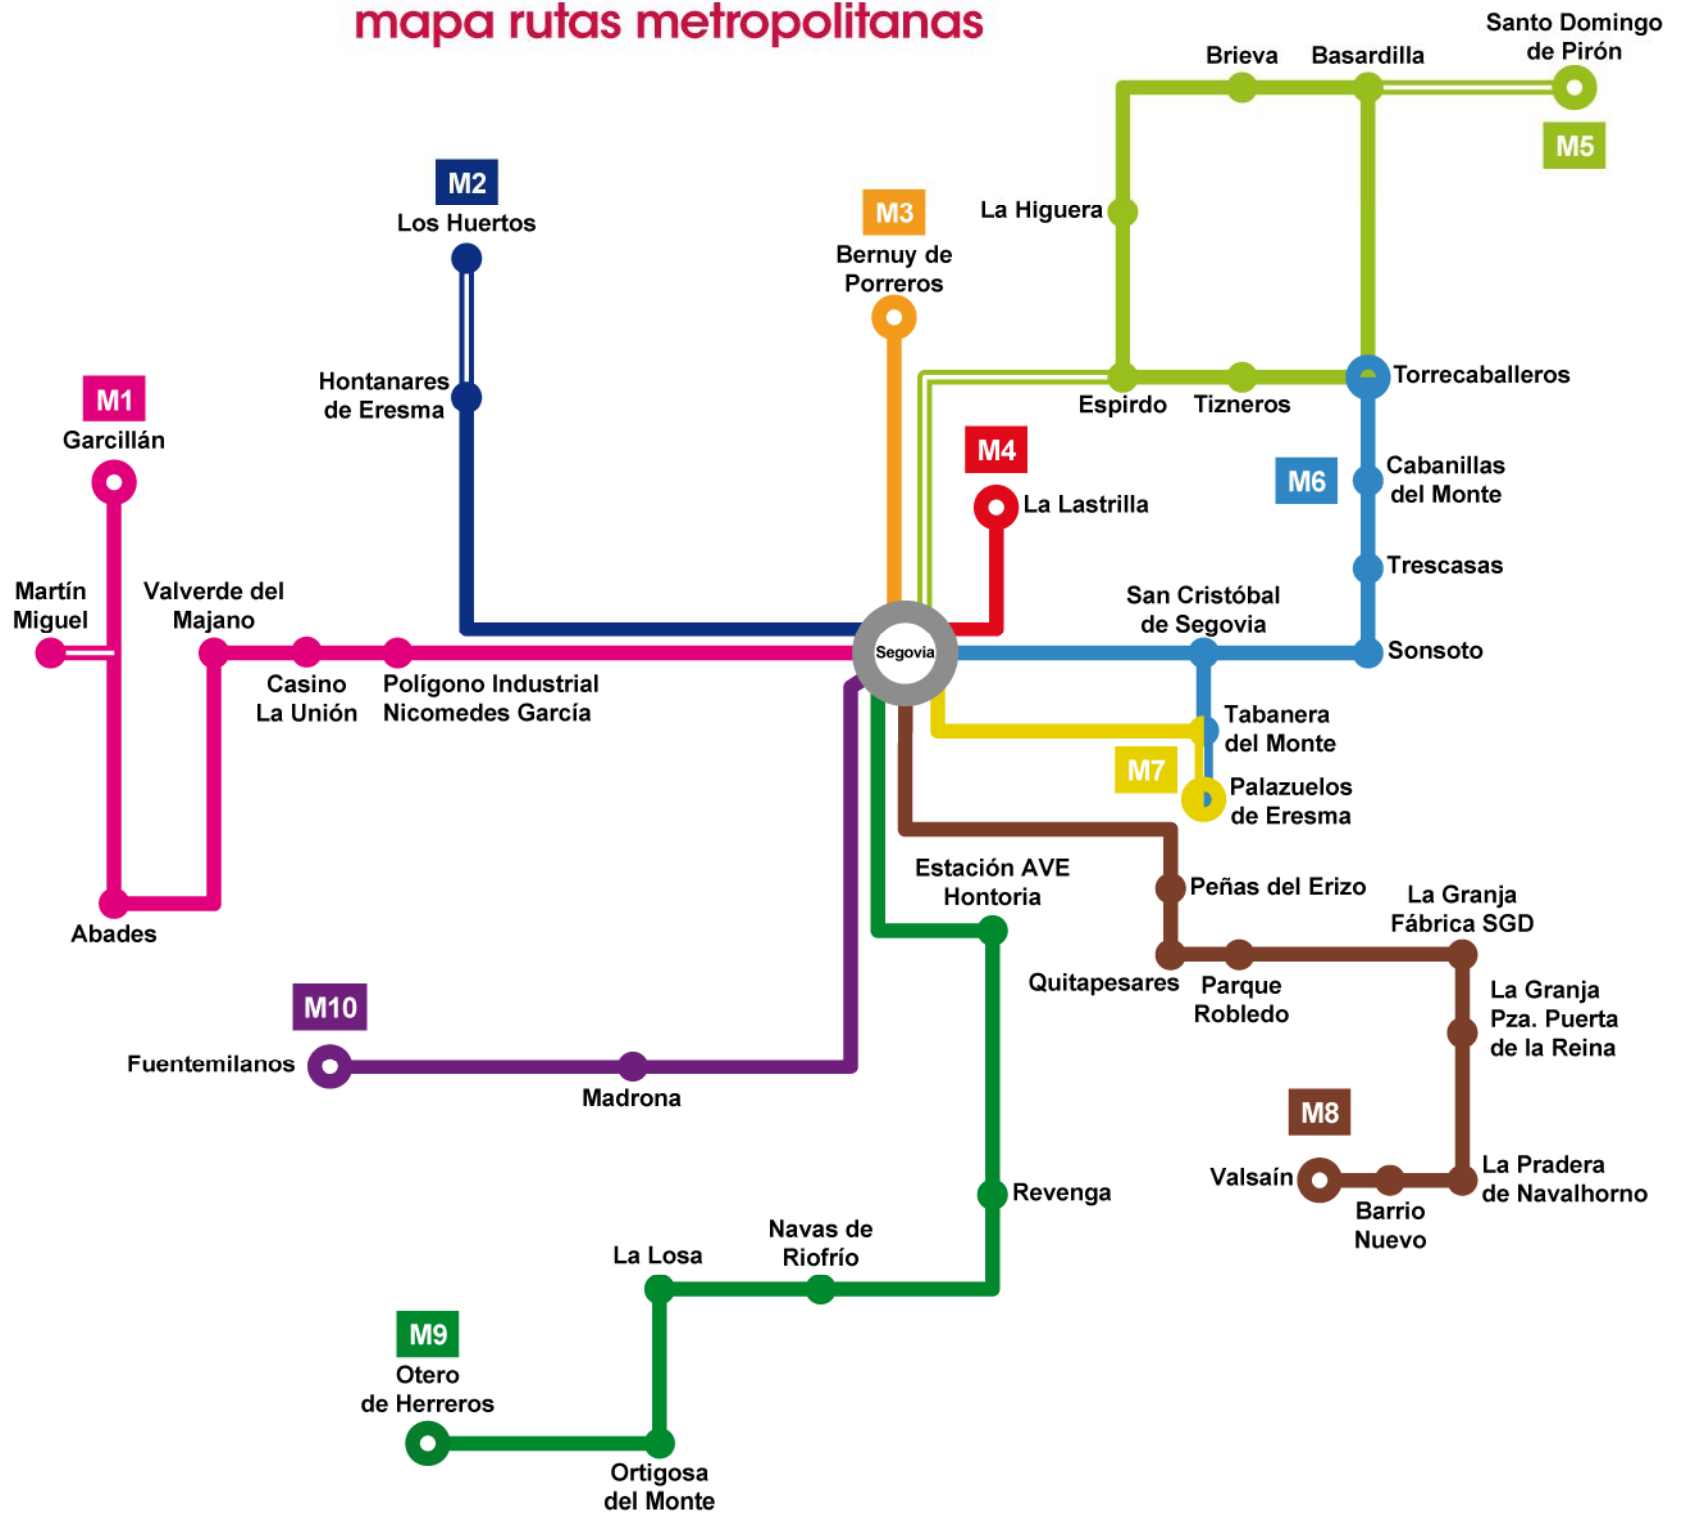 mapa rutas metropolitanas
Santo Domingo
de Pirón
Brieva
Basardilla
M5
M2
Los Huertos
M3
La Higuera
Bernuy de
Porreros
Hontanares
de Eresma
M1
Garcillán
Espirdo
Tizneros
Torrecaballeros
M4
La Lastrilla
M6
Cabanillas
del Monte
Trescasas
Martín
Miguel
Valverde del
Majano
San Cristóbal
de Segovia
Segovia
Sonsoto
Casino
La Unión
Polígono Industrial
Nicomedes García
Tabanera
del Monte
M7
Palazuelos
de Eresma
Estación AVE
Hontoria
Peñas del Erizo
La Granja
Fábrica SGD
Abades
Quitapesares
Parque
Robledo
La Granja
Pza. Puerta
de la Reina
M10
Fuentemilanos
Madrona
M8
Valsaín
Barrio
Nuevo
La Pradera
de Navalhorno
Revenga
Navas de
Riofrío
La Losa
M9
Otero
de Herreros
Ortigosa
del Monte